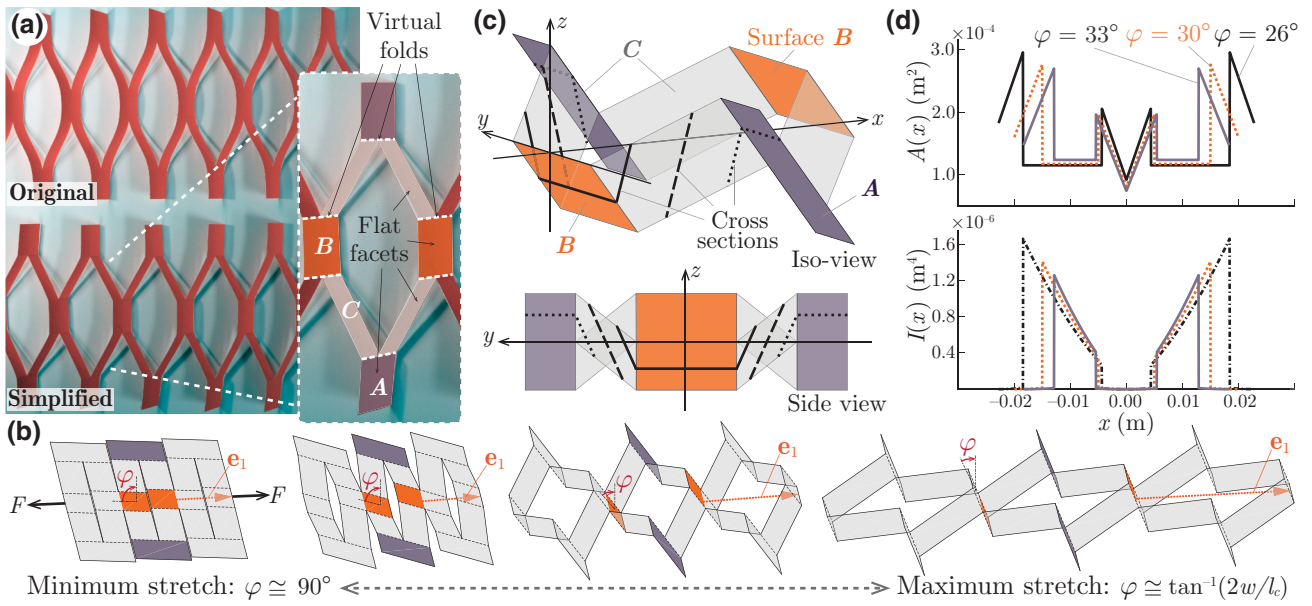 (a)
Original
Simplified
Virtual
folds
B
Flat
facets
C
A
(c)
z
C
Surface B
y
x
A
B
Cross
sections
Iso-view
z
y
Side view
(d)
×10⁻⁴
φ = 33° φ = 30° φ = 26°
3.0
2.0
1.0
A(x) (m²)
×10⁻⁶
1.6
1.2
0.8
0.4
I(x) (m⁴)
−0.02 −0.01 0.00 0.01 0.02
x (m)
(b)
F
φ
e₁
F
φ
e₁
φ
e₁
φ
e₁
Minimum stretch: φ ≅ 90°
Maximum stretch: φ ≅ tan⁻¹(2w/l_c)